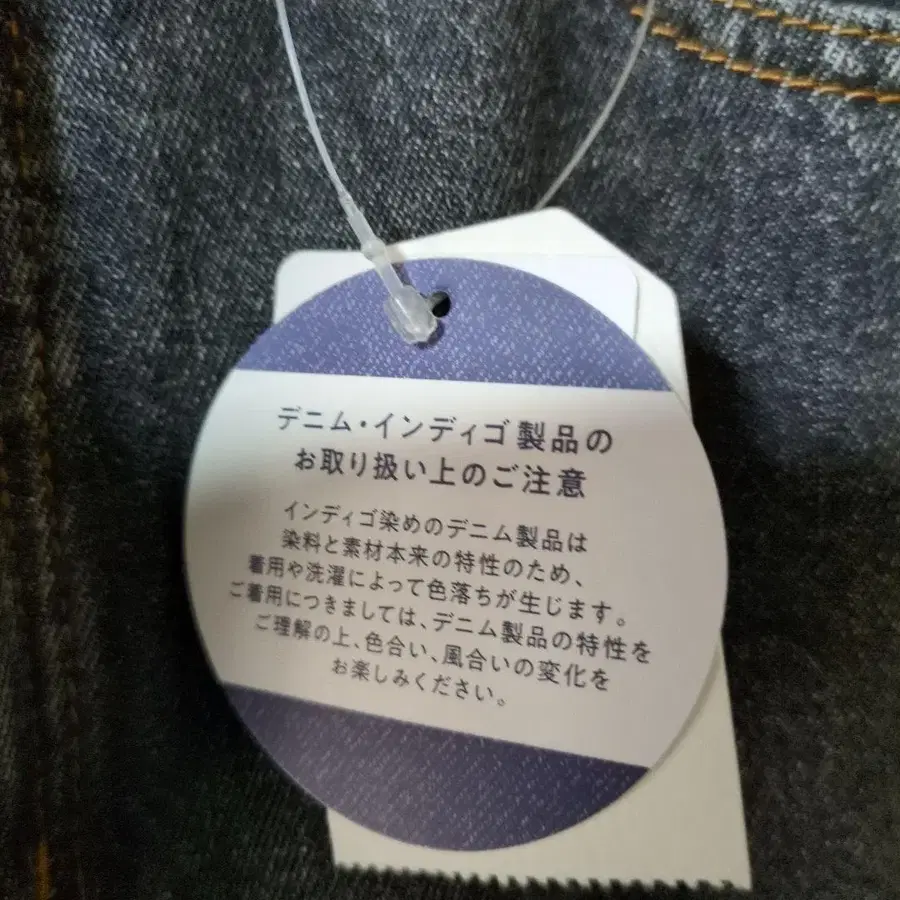 デニム・インディゴ製品の
お取り扱い上のご注意
インディゴ染めのデニム製品は
染料と素材本来の特性のため、
着用や洗濯によって色落ちが生じます。
ご着用につきましては、デニム製品の特性を
ご理解の上、色合い、風合いの変化を
お楽しみください。